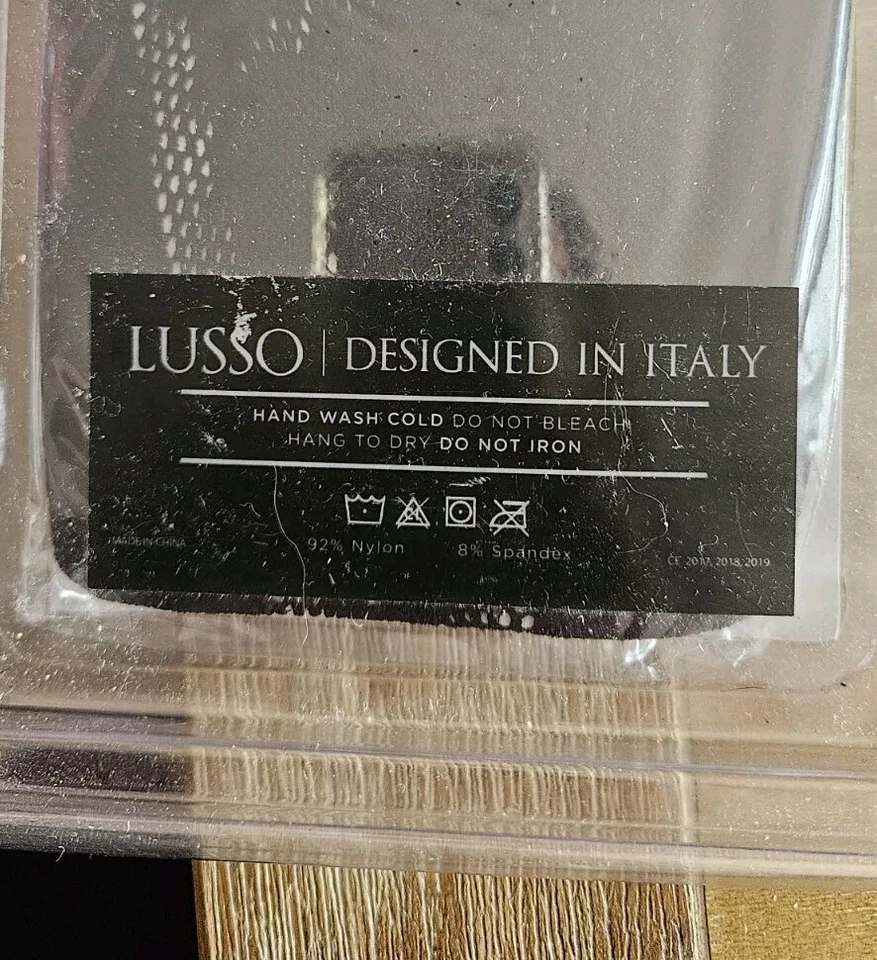 LUSSO | DESIGNED IN ITALY
HAND WASH COLD DO NOT BLEACH
HANG TO DRY DO NOT IRON
MADE IN CHINA
92% Nylon 8% Spandex
CE 2017, 2018, 2019